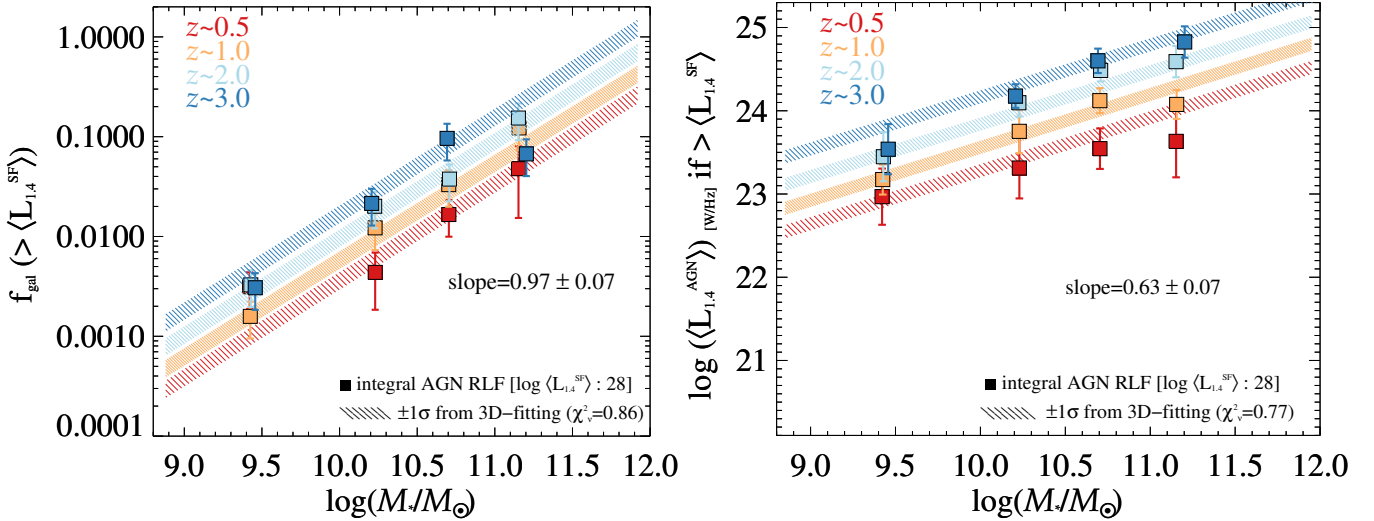 z~0.5
z~1.0
z~2.0
z~3.0
1.0000
0.1000
0.0100
0.0010
0.0001
f_gal (> ⟨L_1.4^SF⟩)
slope=0.97 ± 0.07
integral AGN RLF [log ⟨L_1.4^SF⟩ : 28]
±1σ from 3D−fitting (χ²_ν=0.86)
9.0 9.5 10.0 10.5 11.0 11.5 12.0
log(M_*/M_⊙)
z~0.5
z~1.0
z~2.0
z~3.0
25
24
23
22
21
log (⟨L_1.4^AGN⟩) [W/Hz] if > ⟨L_1.4^SF⟩
slope=0.63 ± 0.07
integral AGN RLF [log ⟨L_1.4^SF⟩ : 28]
±1σ from 3D−fitting (χ²_ν=0.77)
9.0 9.5 10.0 10.5 11.0 11.5 12.0
log(M_*/M_⊙)